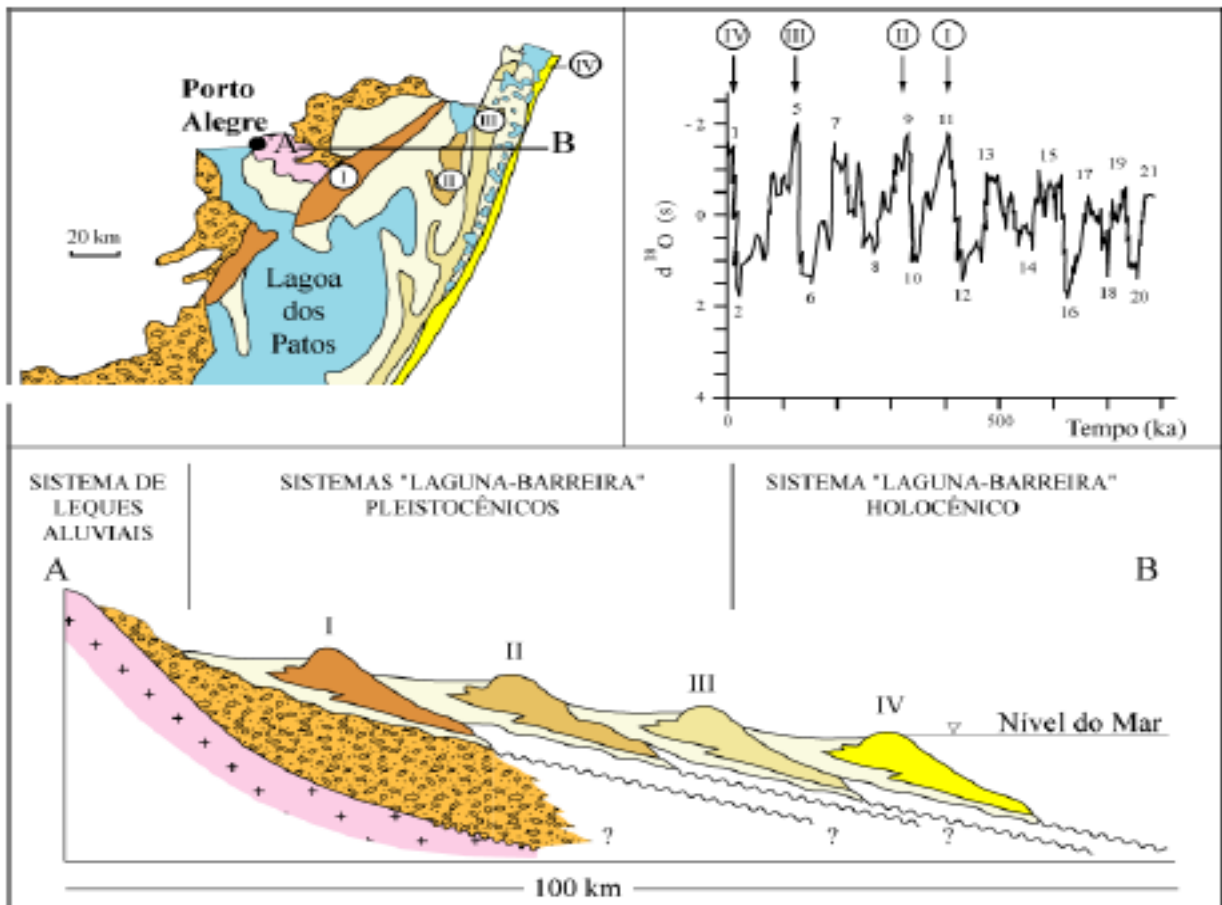 Porto
Alegre
A
B
I
II
III
IV
20 km
Lagoa
dos
Patos
IV
III
II
I
-2
0
2
4
d 18 O (s)
1
5
7
9
11
13
15
17
19
21
2
6
8
10
12
14
16
18
20
0
500
Tempo (ka)
SISTEMA DE
LEQUES
ALUVIAIS
SISTEMAS "LAGUNA-BARREIRA"
PLEISTOCÊNICOS
SISTEMA "LAGUNA-BARREIRA"
HOLOCÊNICO
A
B
I
II
III
IV
Nível do Mar
?
?
?
100 km